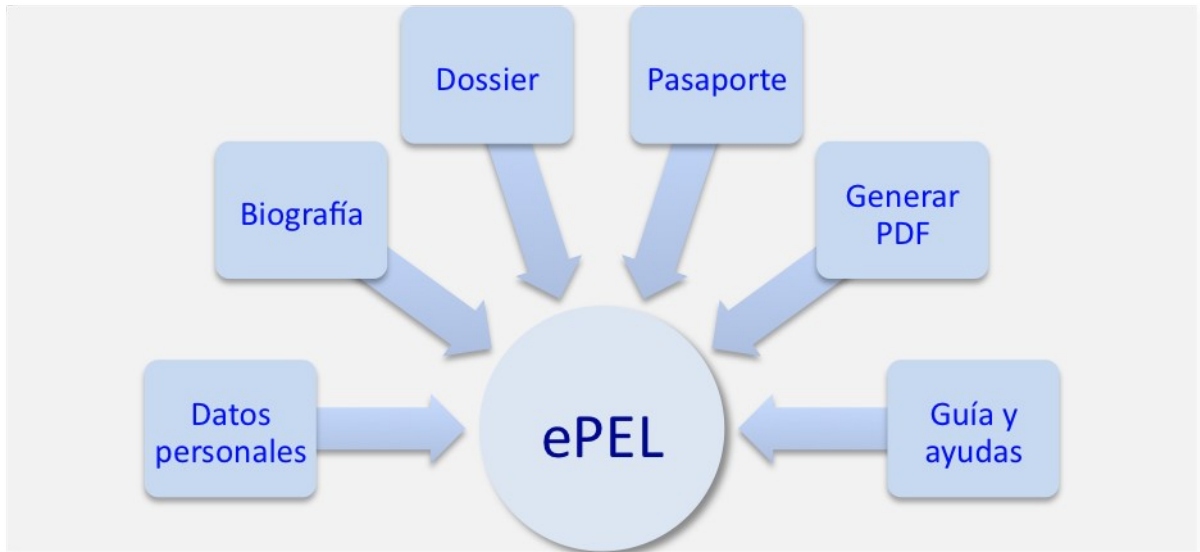 Dossier
Pasaporte
Biografía
Generar
PDF
Datos
personales
ePEL
Guía y
ayudas